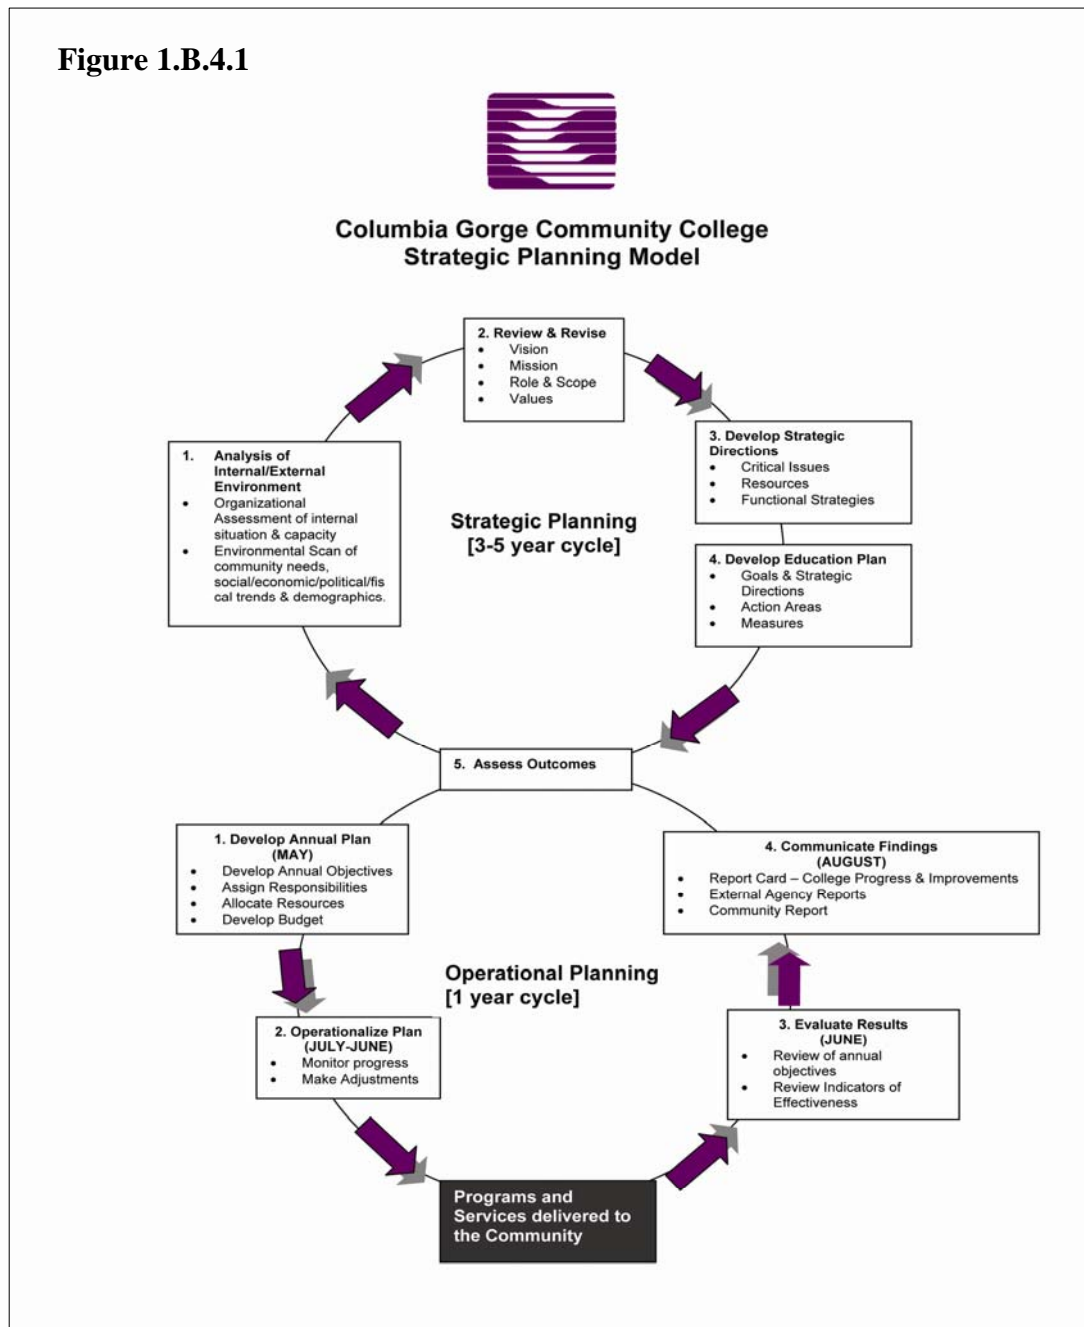 Figure 1.B.4.1
Columbia Gorge Community College
Strategic Planning Model
2. Review & Revise
• Vision
• Mission
• Role & Scope
• Values
1. Analysis of
Internal/External
Environment
• Organizational
Assessment of internal
situation & capacity
• Environmental Scan of
community needs,
social/economic/political/fis
cal trends & demographics.
3. Develop Strategic
Directions
• Critical Issues
• Resources
• Functional Strategies
Strategic Planning
[3-5 year cycle]
4. Develop Education Plan
• Goals & Strategic
Directions
• Action Areas
• Measures
5. Assess Outcomes
1. Develop Annual Plan
(MAY)
• Develop Annual Objectives
• Assign Responsibilities
• Allocate Resources
• Develop Budget
4. Communicate Findings
(AUGUST)
• Report Card – College Progress & Improvements
• External Agency Reports
• Community Report
Operational Planning
[1 year cycle]
2. Operationalize Plan
(JULY-JUNE)
• Monitor progress
• Make Adjustments
3. Evaluate Results
(JUNE)
• Review of annual
objectives
• Review Indicators of
Effectiveness
Programs and
Services delivered to
the Community